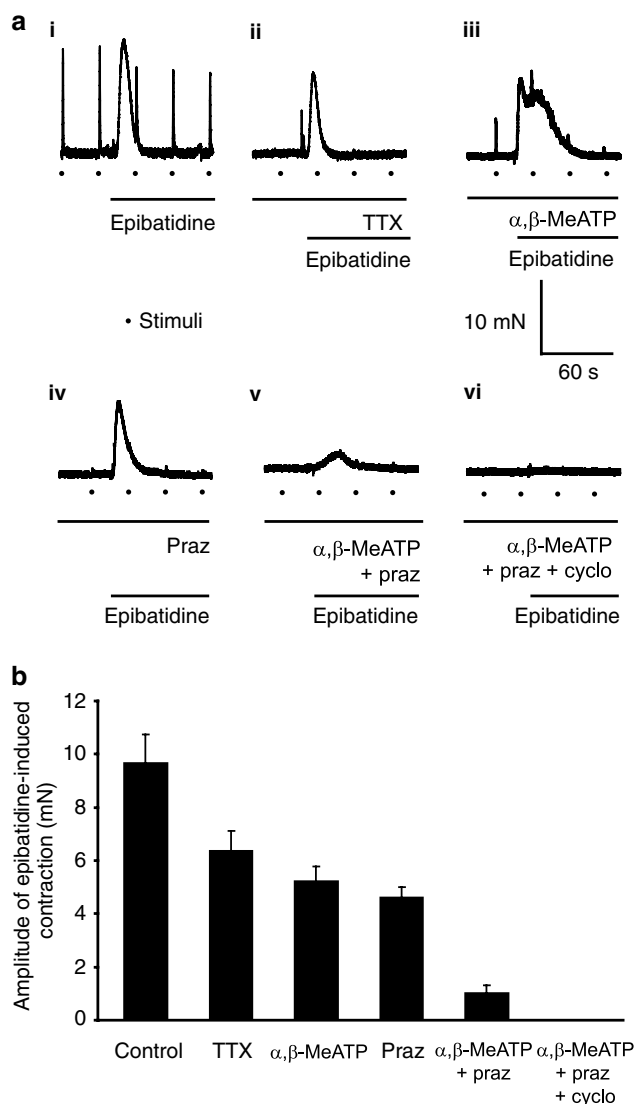 a
i
ii
iii
Epibatidine
TTX
Epibatidine
α,β-MeATP
Epibatidine
• Stimuli
10 mN
60 s
iv
v
vi
Praz
Epibatidine
α,β-MeATP
+ praz
Epibatidine
α,β-MeATP
+ praz + cyclo
Epibatidine
b
Amplitude of epibatidine-induced
contraction (mN)
12
10
8
6
4
2
0
Control
TTX
α,β-MeATP
Praz
α,β-MeATP
+ praz
α,β-MeATP
+ praz
+ cyclo